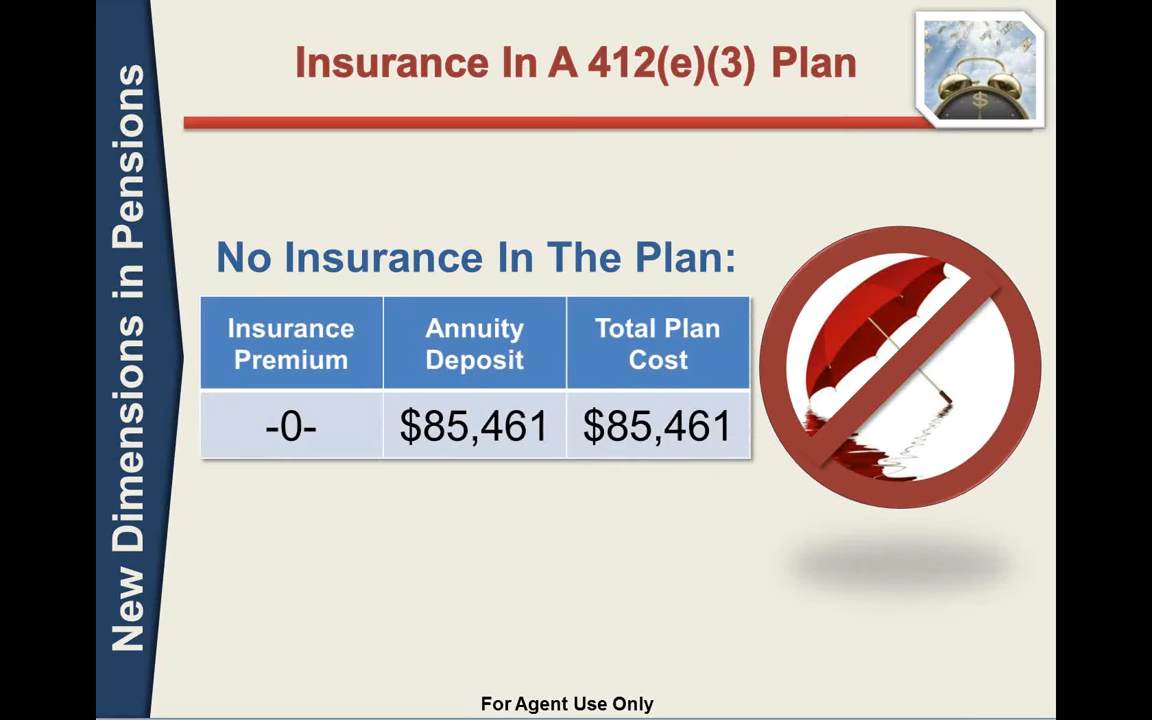 Insurance In A 412(e)(3) Plan
New Dimensions in Pensions
No Insurance In The Plan:
Insurance Premium
Annuity Deposit
Total Plan Cost
-0-
$85,461
$85,461
For Agent Use Only
$